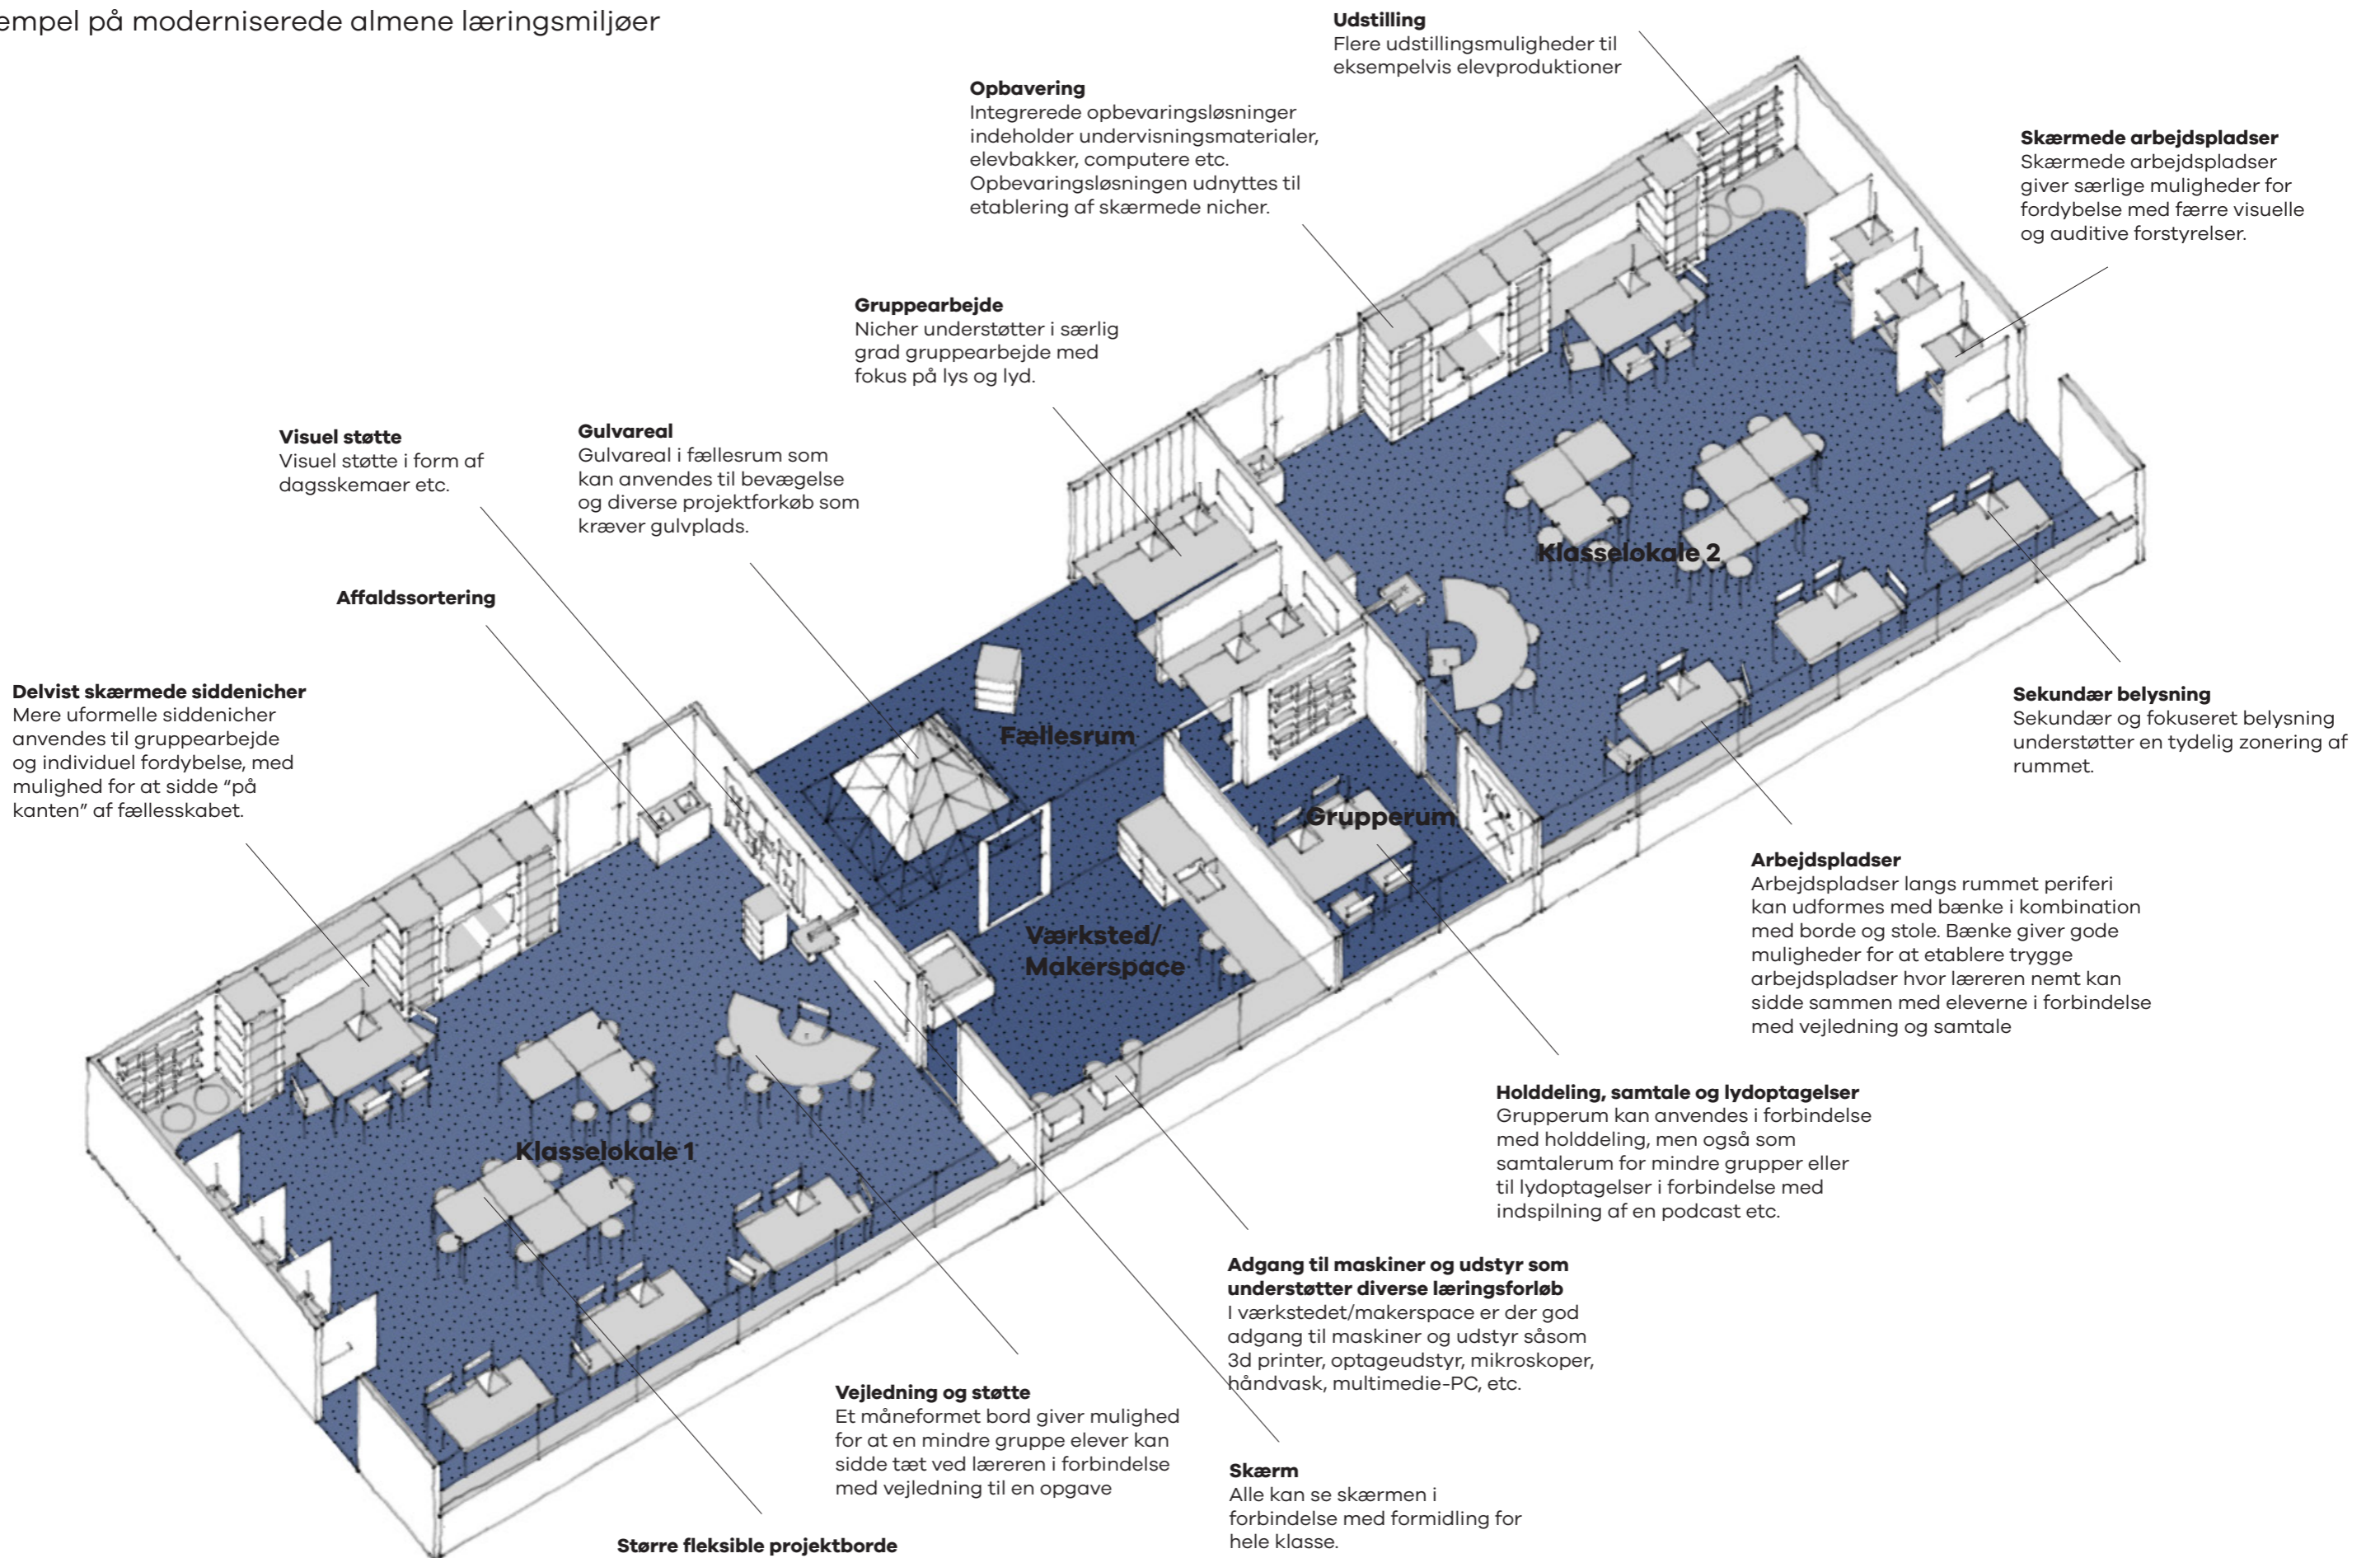 empel på moderniserede almene læringsmiljøer
Udstilling
Flere udstillingsmuligheder til
eksempelvis elevproduktioner
Opbavering
Integrerede opbevaringsløsninger
indeholder undervisningsmaterialer,
elevbakker, computere etc.
Opbevaringsløsningen udnyttes til
etablering af skærmede nicher.
Skærmede arbejdspladser
Skærmede arbejdspladser
giver særlige muligheder for
fordybelse med færre visuelle
og auditive forstyrelser.
Gruppearbejde
Nicher understøtter i særlig
grad gruppearbejde med
fokus på lys og lyd.
Visuel støtte
Visuel støtte i form af
dagsskemaer etc.
Gulvareal
Gulvareal i fællesrum som
kan anvendes til bevægelse
og diverse projektforkøb som
kræver gulvplads.
Affaldssortering
Klasselokale 2
Delvist skærmede siddenicher
Mere uformelle siddenicher
anvendes til gruppearbejde
og individuel fordybelse, med
mulighed for at sidde “på
kanten” af fællesskabet.
Fællesrum
Sekundær belysning
Sekundær og fokuseret belysning
understøtter en tydelig zonering af
rummet.
Grupperum
Arbejdspladser
Arbejdspladser langs rummet periferi
kan udformes med bænke i kombination
med borde og stole. Bænke giver gode
muligheder for at etablere trygge
arbejdspladser hvor læreren nemt kan
sidde sammen med eleverne i forbindelse
med vejledning og samtale
Værksted/
Makerspace
Holddeling, samtale og lydoptagelser
Grupperum kan anvendes i forbindelse
med holddeling, men også som
samtalerum for mindre grupper eller
til lydoptagelser i forbindelse med
indspilning af en podcast etc.
Klasselokale 1
Adgang til maskiner og udstyr som
understøtter diverse læringsforløb
I værkstedet/makerspace er der god
adgang til maskiner og udstyr såsom
3d printer, optageudstyr, mikroskoper,
håndvask, multimedie-PC, etc.
Vejledning og støtte
Et måneformet bord giver mulighed
for at en mindre gruppe elever kan
sidde tæt ved læreren i forbindelse
med vejledning til en opgave
Skærm
Alle kan se skærmen i
forbindelse med formidling for
hele klasse.
Større fleksible projektborde